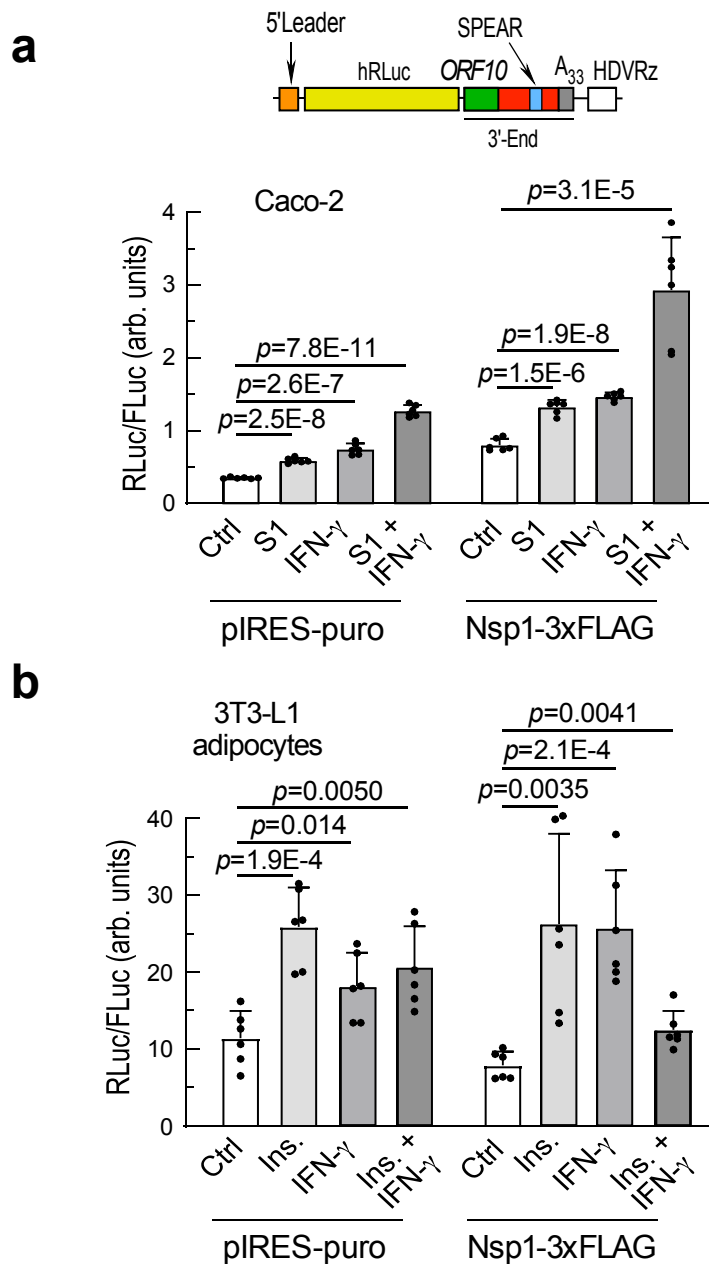 a
5'Leader
SPEAR
hRLuc
ORF10
A33
HDVRz
3'-End
Caco-2
p=3.1E-5
p=7.8E-11
p=1.9E-8
p=2.6E-7
p=1.5E-6
p=2.5E-8
RLuc/FLuc (arb. units)
4
3
2
1
0
Ctrl
S1
IFN-γ
S1 +
IFN-γ
Ctrl
S1
IFN-γ
S1 +
IFN-γ
pIRES-puro
Nsp1-3xFLAG
b
3T3-L1
adipocytes
p=0.0041
p=2.1E-4
p=0.0050
p=0.0035
p=0.014
p=1.9E-4
RLuc/FLuc (arb. units)
40
30
20
10
0
Ctrl
Ins.
IFN-γ
Ins. +
IFN-γ
Ctrl
Ins.
IFN-γ
Ins. +
IFN-γ
pIRES-puro
Nsp1-3xFLAG